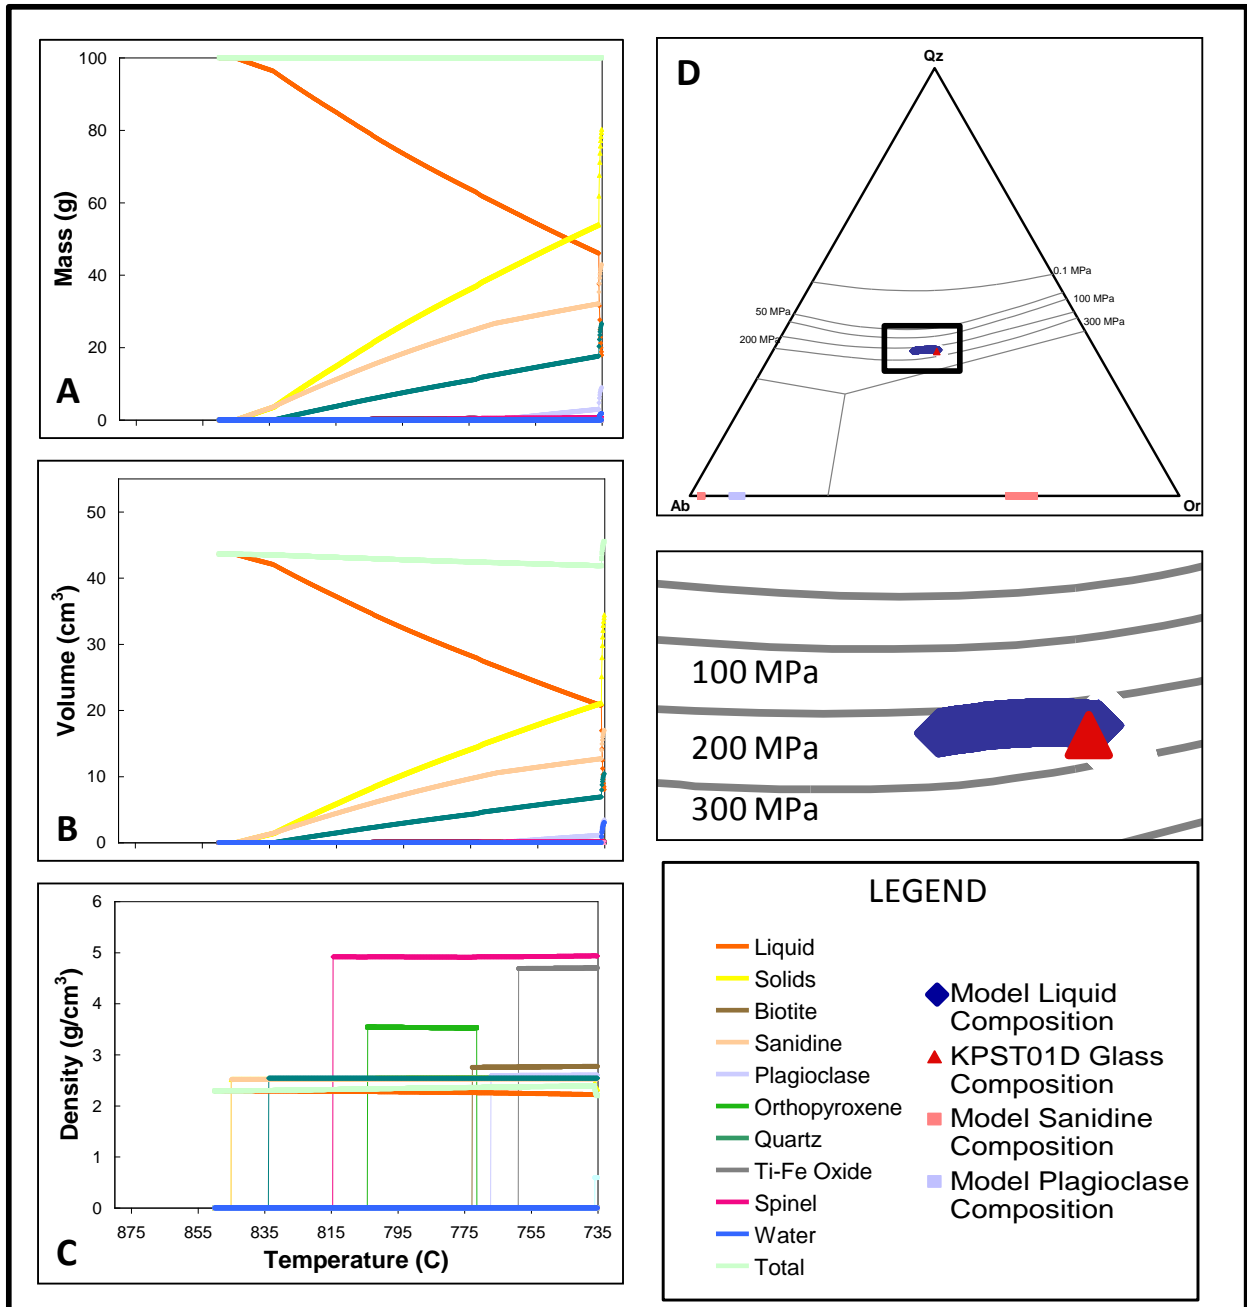 100
80
60
40
20
0
Mass (g)
A
50
40
30
20
10
0
Volume (cm3)
B
6
5
4
3
2
1
0
Density (g/cm3)
C
875 855 835 815 795 775 755 735
Temperature (C)
D
Qz
0.1 MPa
100 MPa
50 MPa
300 MPa
200 MPa
Ab
Or
100 MPa
200 MPa
300 MPa
LEGEND
Liquid
Solids
Biotite
Sanidine
Plagioclase
Orthopyroxene
Quartz
Ti-Fe Oxide
Spinel
Water
Total
Model Liquid
Composition
KPST01D Glass
Composition
Model Sanidine
Composition
Model Plagioclase
Composition